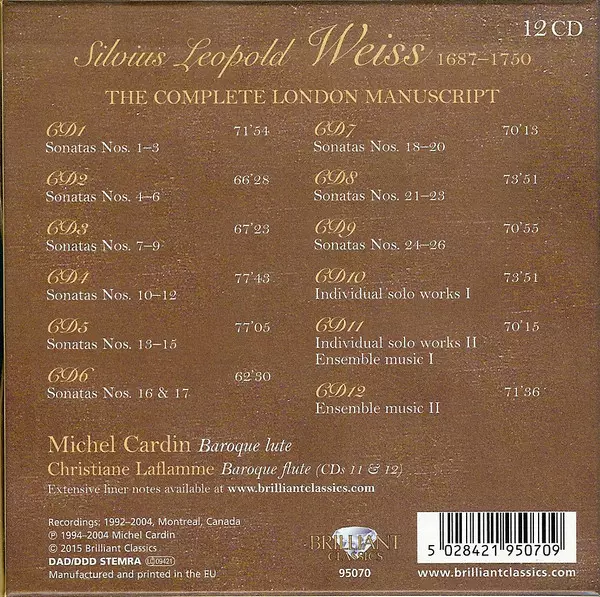 Silvius Leopold Weiss 1687–1750
12 CD
THE COMPLETE LONDON MANUSCRIPT
CD1 71'54
Sonatas Nos. 1–3
CD2 66'28
Sonatas Nos. 4–6
CD3 67'23
Sonatas Nos. 7–9
CD4 77'43
Sonatas Nos. 10–12
CD5 77'05
Sonatas Nos. 13–15
CD6 62'30
Sonatas Nos. 16 & 17
CD7 70'13
Sonatas Nos. 18–20
CD8 73'51
Sonatas Nos. 21–23
CD9 70'55
Sonatas Nos. 24–26
CD10 73'51
Individual solo works I
CD11 70'15
Individual solo works II
Ensemble music I
CD12 71'36
Ensemble music II
Michel Cardin Baroque lute
Christiane Laflamme Baroque flute (CDs 11 & 12)
Extensive liner notes available at www.brilliantclassics.com
Recordings: 1992–2004, Montreal, Canada
℗ 1994–2004 Michel Cardin
© 2015 Brilliant Classics
DAD/DDD STEMRA LC09421
Manufactured and printed in the EU
BRILLIANT
CLASSICS
95070
5 028421 950709
www.brilliantclassics.com